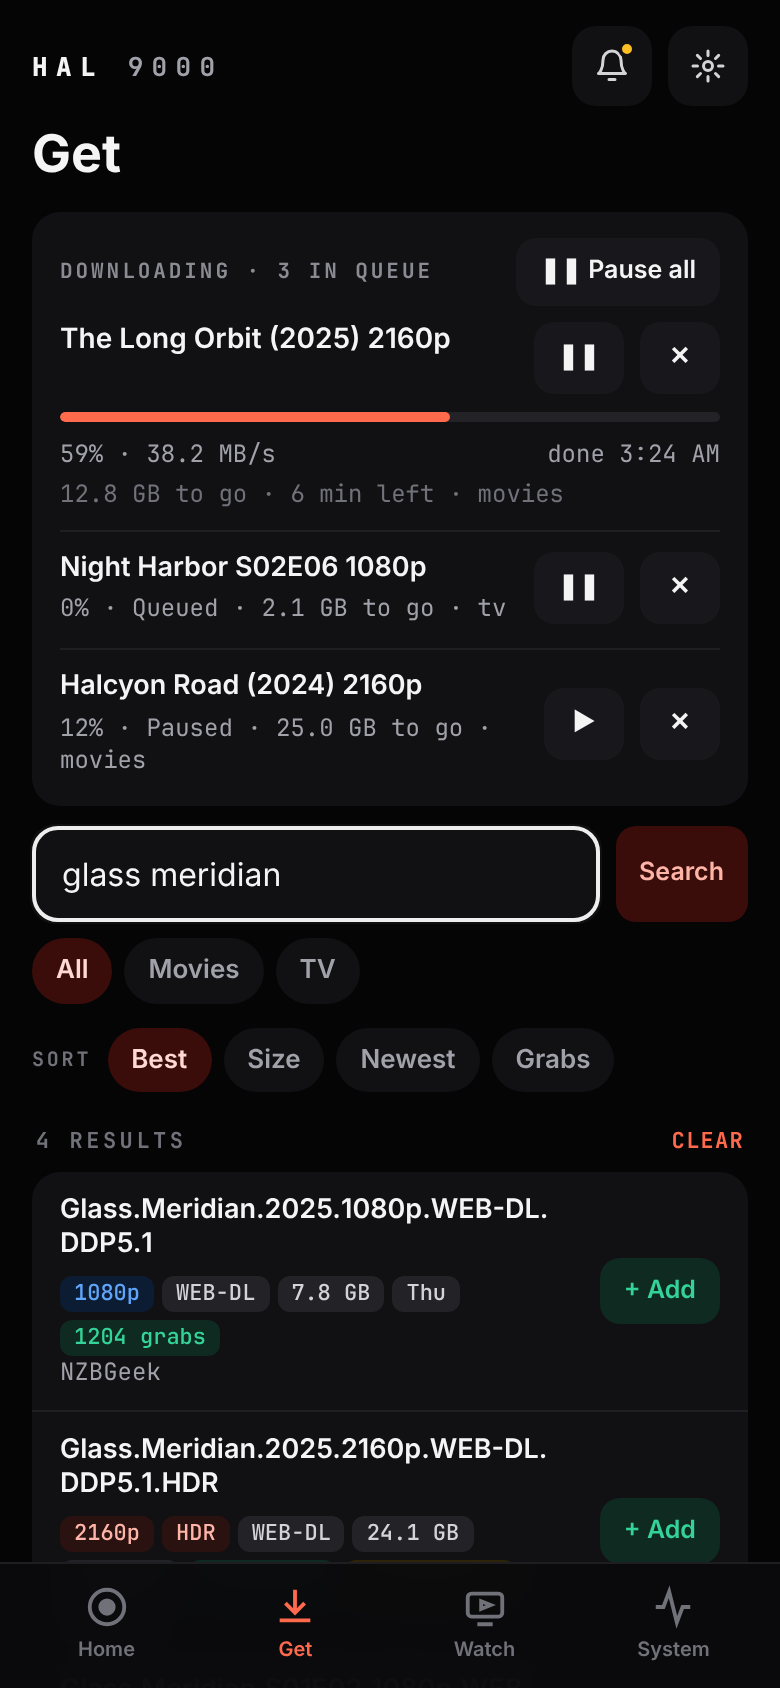 HAL 9000
Get
DOWNLOADING · 3 IN QUEUE
❚❚ Pause all
The Long Orbit (2025) 2160p
❚❚ ✕
59% · 38.2 MB/s
done 3:24 AM
12.8 GB to go · 6 min left · movies
Night Harbor S02E06 1080p
0% · Queued · 2.1 GB to go · tv
❚❚ ✕
Halcyon Road (2024) 2160p
12% · Paused · 25.0 GB to go ·
movies
▶ ✕
glass meridian
Search
All Movies TV
SORT Best Size Newest Grabs
4 RESULTS
CLEAR
Glass.Meridian.2025.1080p.WEB-DL.
DDP5.1
1080p WEB-DL 7.8 GB Thu
1204 grabs
NZBGeek
+ Add
Glass.Meridian.2025.2160p.WEB-DL.
DDP5.1.HDR
2160p HDR WEB-DL 24.1 GB
+ Add
Home Get Watch System